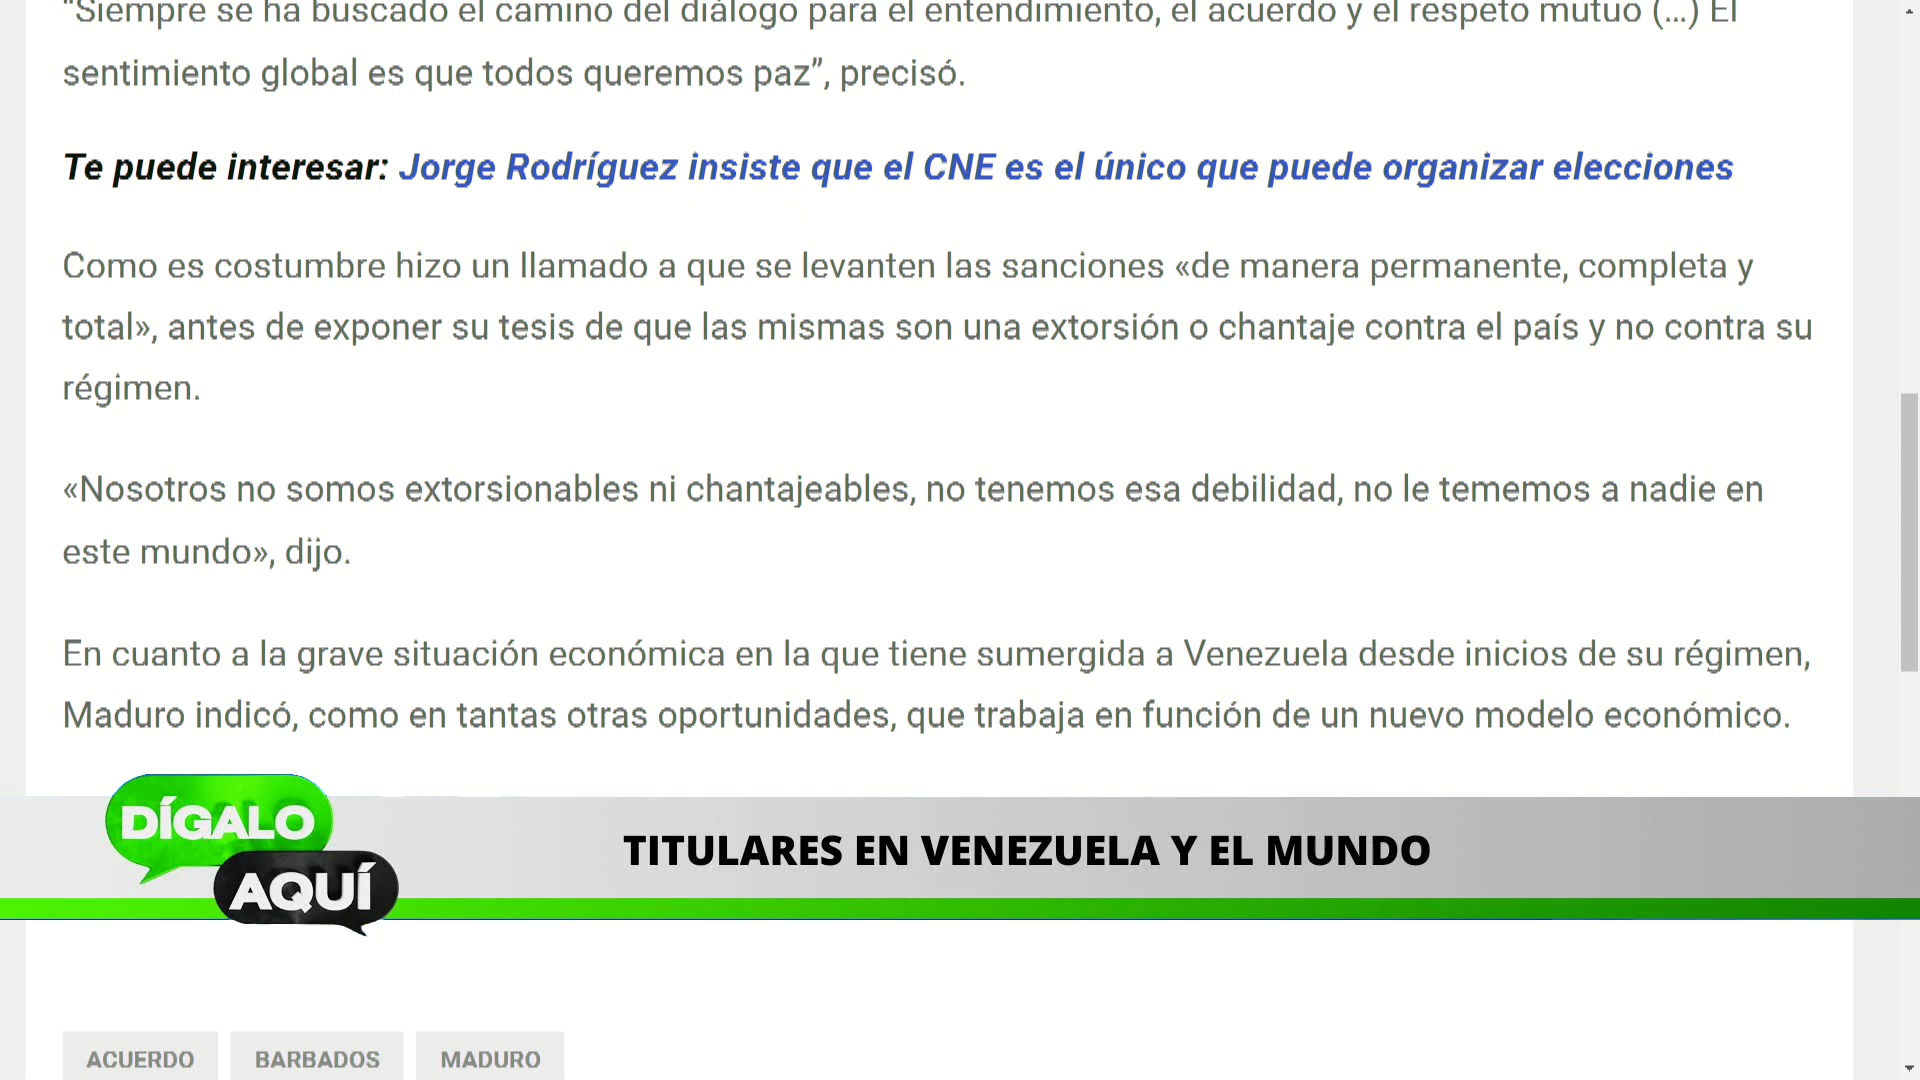 “Siempre se ha buscado el camino del diálogo para el entendimiento, el acuerdo y el respeto mutuo (...) El
sentimiento global es que todos queremos paz”, precisó.
Te puede interesar: Jorge Rodríguez insiste que el CNE es el único que puede organizar elecciones
Como es costumbre hizo un llamado a que se levanten las sanciones «de manera permanente, completa y
total», antes de exponer su tesis de que las mismas son una extorsión o chantaje contra el país y no contra su
régimen.
«Nosotros no somos extorsionables ni chantajeables, no tenemos esa debilidad, no le tememos a nadie en
este mundo», dijo.
En cuanto a la grave situación económica en la que tiene sumergida a Venezuela desde inicios de su régimen,
Maduro indicó, como en tantas otras oportunidades, que trabaja en función de un nuevo modelo económico.
DÍGALO
AQUÍ
TITULARES EN VENEZUELA Y EL MUNDO
ACUERDO BARBADOS MADURO